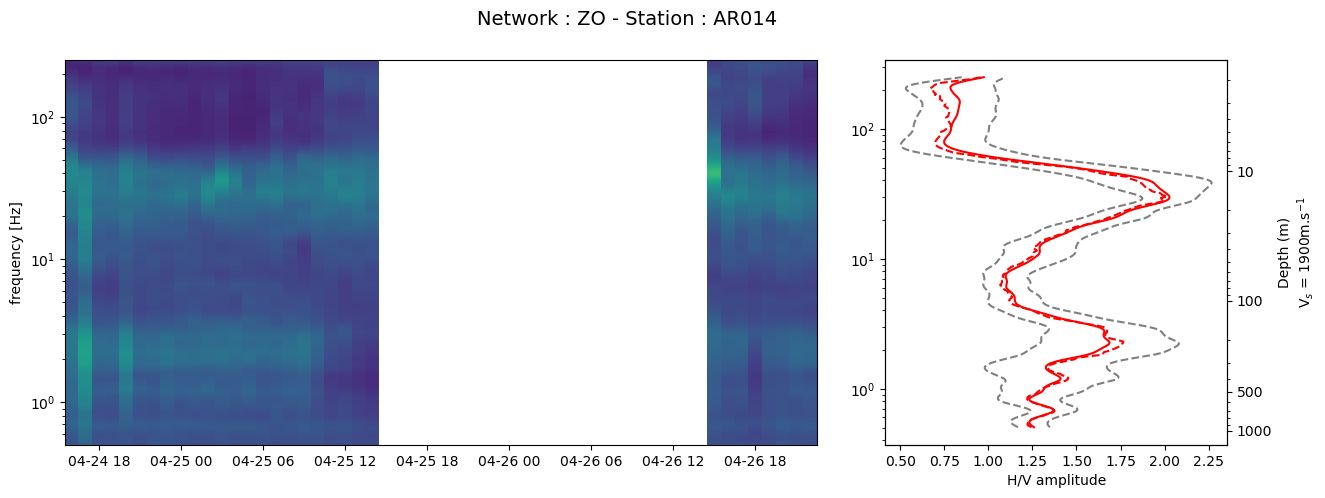 Network : ZO - Station : AR014
frequency [Hz]
10²
10¹
10⁰
04-24 18 04-25 00 04-25 06 04-25 12 04-25 18 04-26 00 04-26 06 04-26 12 04-26 18
10²
10¹
10⁰
0.50 0.75 1.00 1.25 1.50 1.75 2.00 2.25
H/V amplitude
10
100
500
1000
Depth (m)
Vₛ = 1900m.s⁻¹